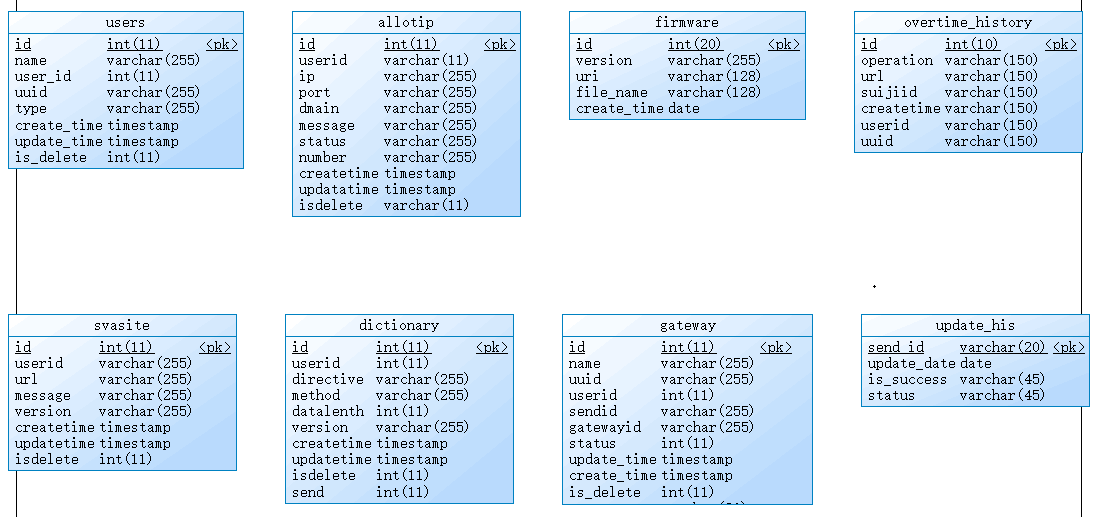 users
id int(11) <pk>
name varchar(255)
user_id int(11)
uuid varchar(255)
type varchar(255)
create_time timestamp
update_time timestamp
is_delete int(11)
allotip
id int(11) <pk>
userid varchar(11)
ip varchar(255)
port varchar(255)
dmain varchar(255)
message varchar(255)
status varchar(255)
number varchar(255)
createtime timestamp
updatatime timestamp
isdelete varchar(11)
firmware
id int(20) <pk>
version varchar(255)
uri varchar(128)
file_name varchar(128)
create_time date
overtime_history
id int(10) <pk>
operation varchar(150)
url varchar(150)
suijiid varchar(150)
createtime varchar(150)
userid varchar(150)
uuid varchar(150)
svasite
id int(11) <pk>
userid varchar(255)
url varchar(255)
message varchar(255)
version varchar(255)
createtime timestamp
updatetime timestamp
isdelete int(11)
dictionary
id int(11) <pk>
userid int(11)
directive varchar(255)
method varchar(255)
datalenth int(11)
version varchar(255)
createtime timestamp
updatetime timestamp
isdelete int(11)
send int(11)
gateway
id int(11) <pk>
name varchar(255)
uuid varchar(255)
userid int(11)
sendid varchar(255)
gatewayid varchar(255)
status int(11)
update_time timestamp
create_time timestamp
is_delete int(11)
update_his
send_id varchar(20) <pk>
update_date date
is_success varchar(45)
status varchar(45)